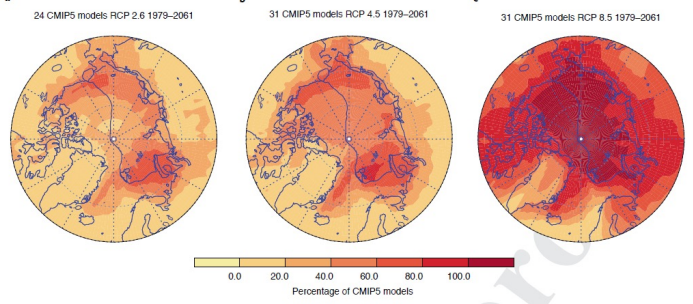 24 CMIP5 models RCP 2.6 1979–2061
31 CMIP5 models RCP 4.5 1979–2061
31 CMIP5 models RCP 8.5 1979–2061
0.0 20.0 40.0 60.0 80.0 100.0
Percentage of CMIP5 models